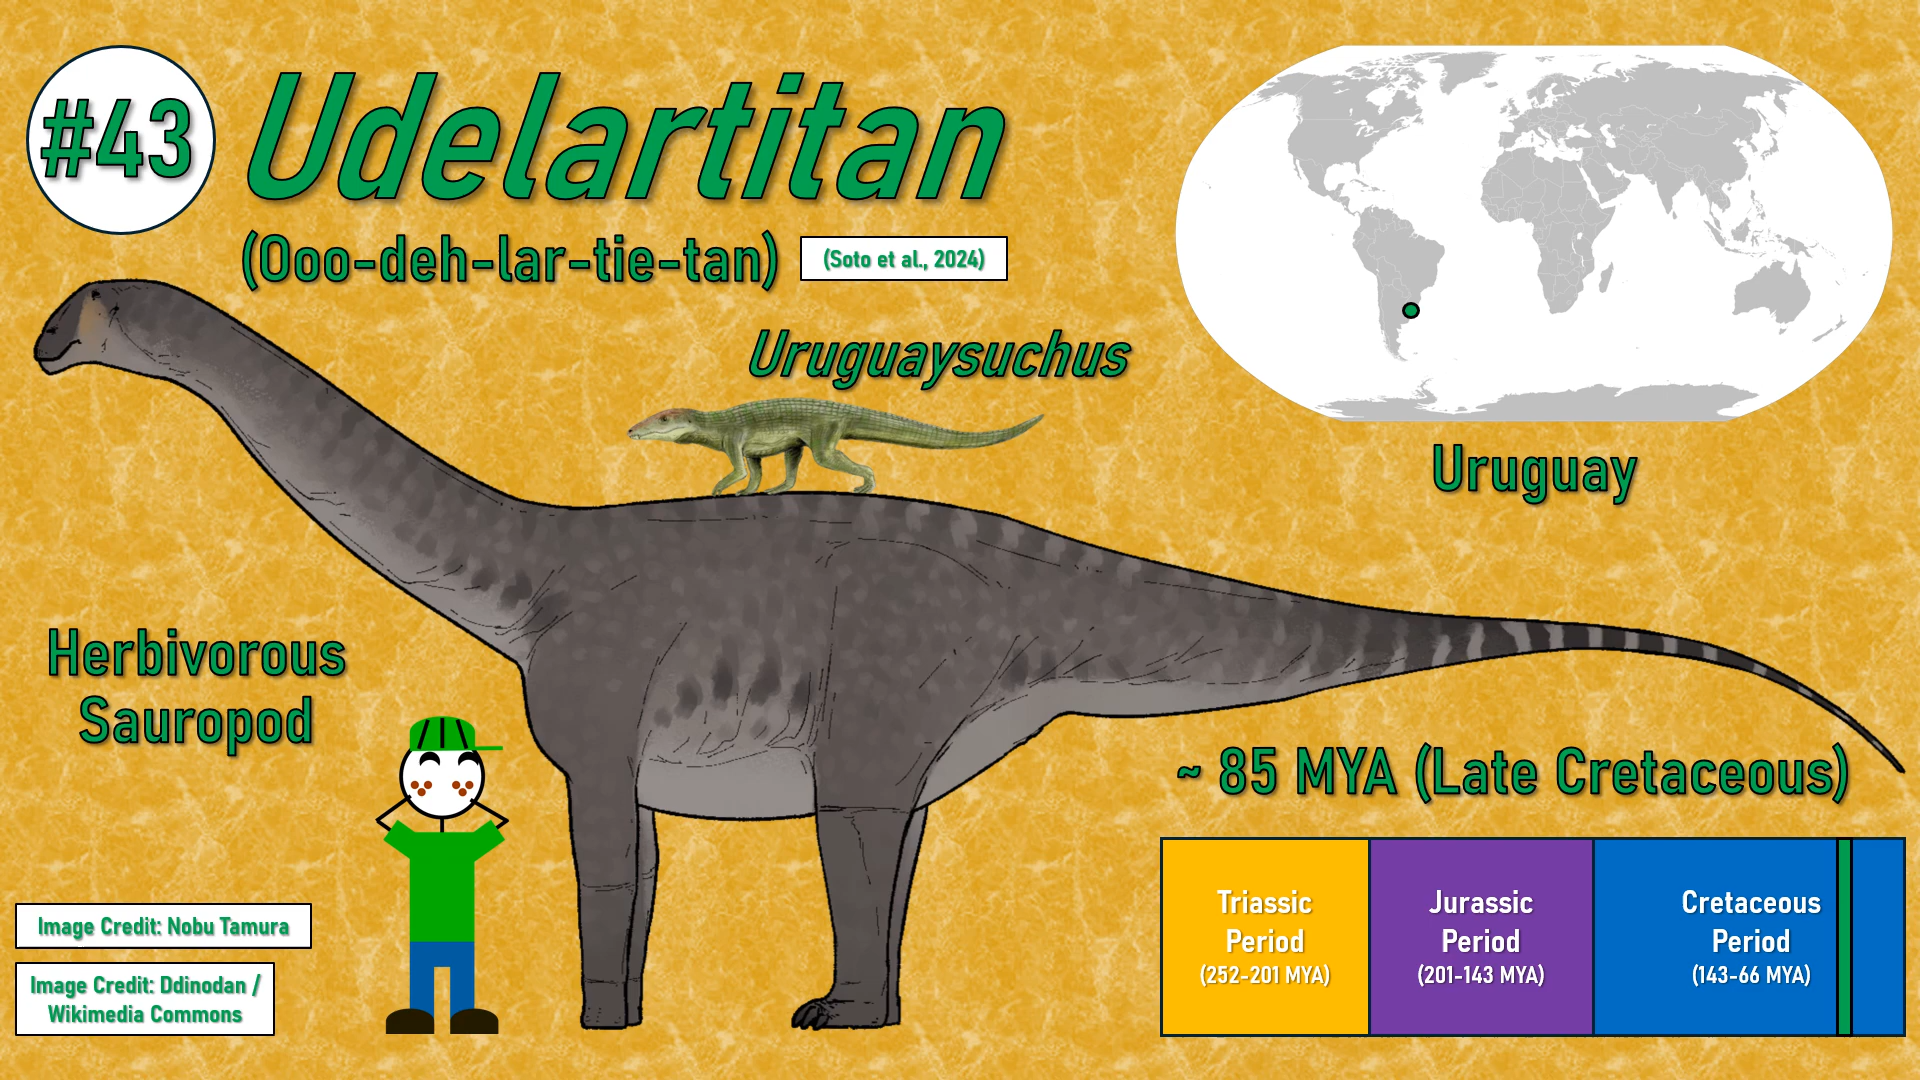 #43
Udelartitan
(Ooo-deh-lar-tie-tan)
(Soto et al., 2024)
Uruguaysuchus
Uruguay
Herbivorous
Sauropod
~ 85 MYA (Late Cretaceous)
Triassic
Period
(252-201 MYA)
Jurassic
Period
(201-143 MYA)
Cretaceous
Period
(143-66 MYA)
Image Credit: Nobu Tamura
Image Credit: Ddinodan /
Wikimedia Commons